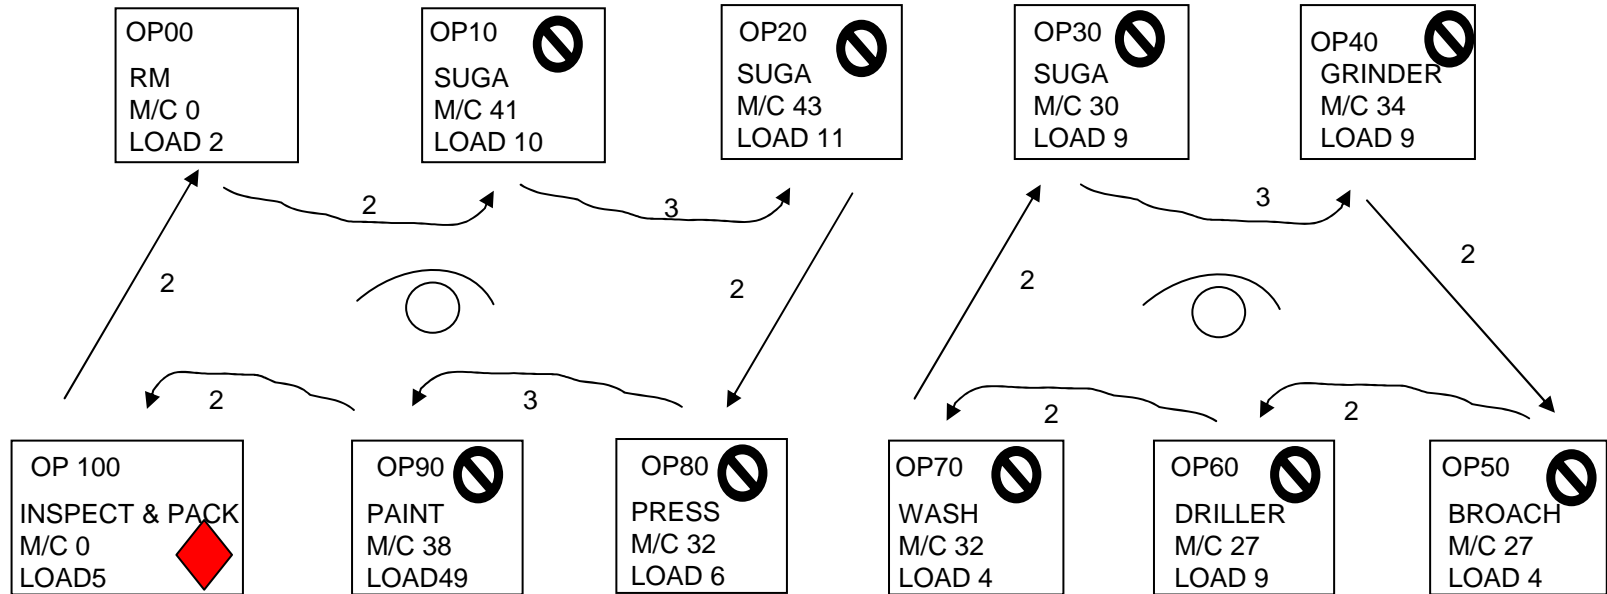 OP00
RM
M/C 0
LOAD 2
OP10
SUGA
M/C 41
LOAD 10
OP20
SUGA
M/C 43
LOAD 11
OP30
SUGA
M/C 30
LOAD 9
OP40
GRINDER
M/C 34
LOAD 9
2
3
3
2
2
2
2
2
3
2
2
OP 100
INSPECT & PACK
M/C 0
LOAD5
OP90
PAINT
M/C 38
LOAD49
OP80
PRESS
M/C 32
LOAD 6
OP70
WASH
M/C 32
LOAD 4
OP60
DRILLER
M/C 27
LOAD 9
OP50
BROACH
M/C 27
LOAD 4